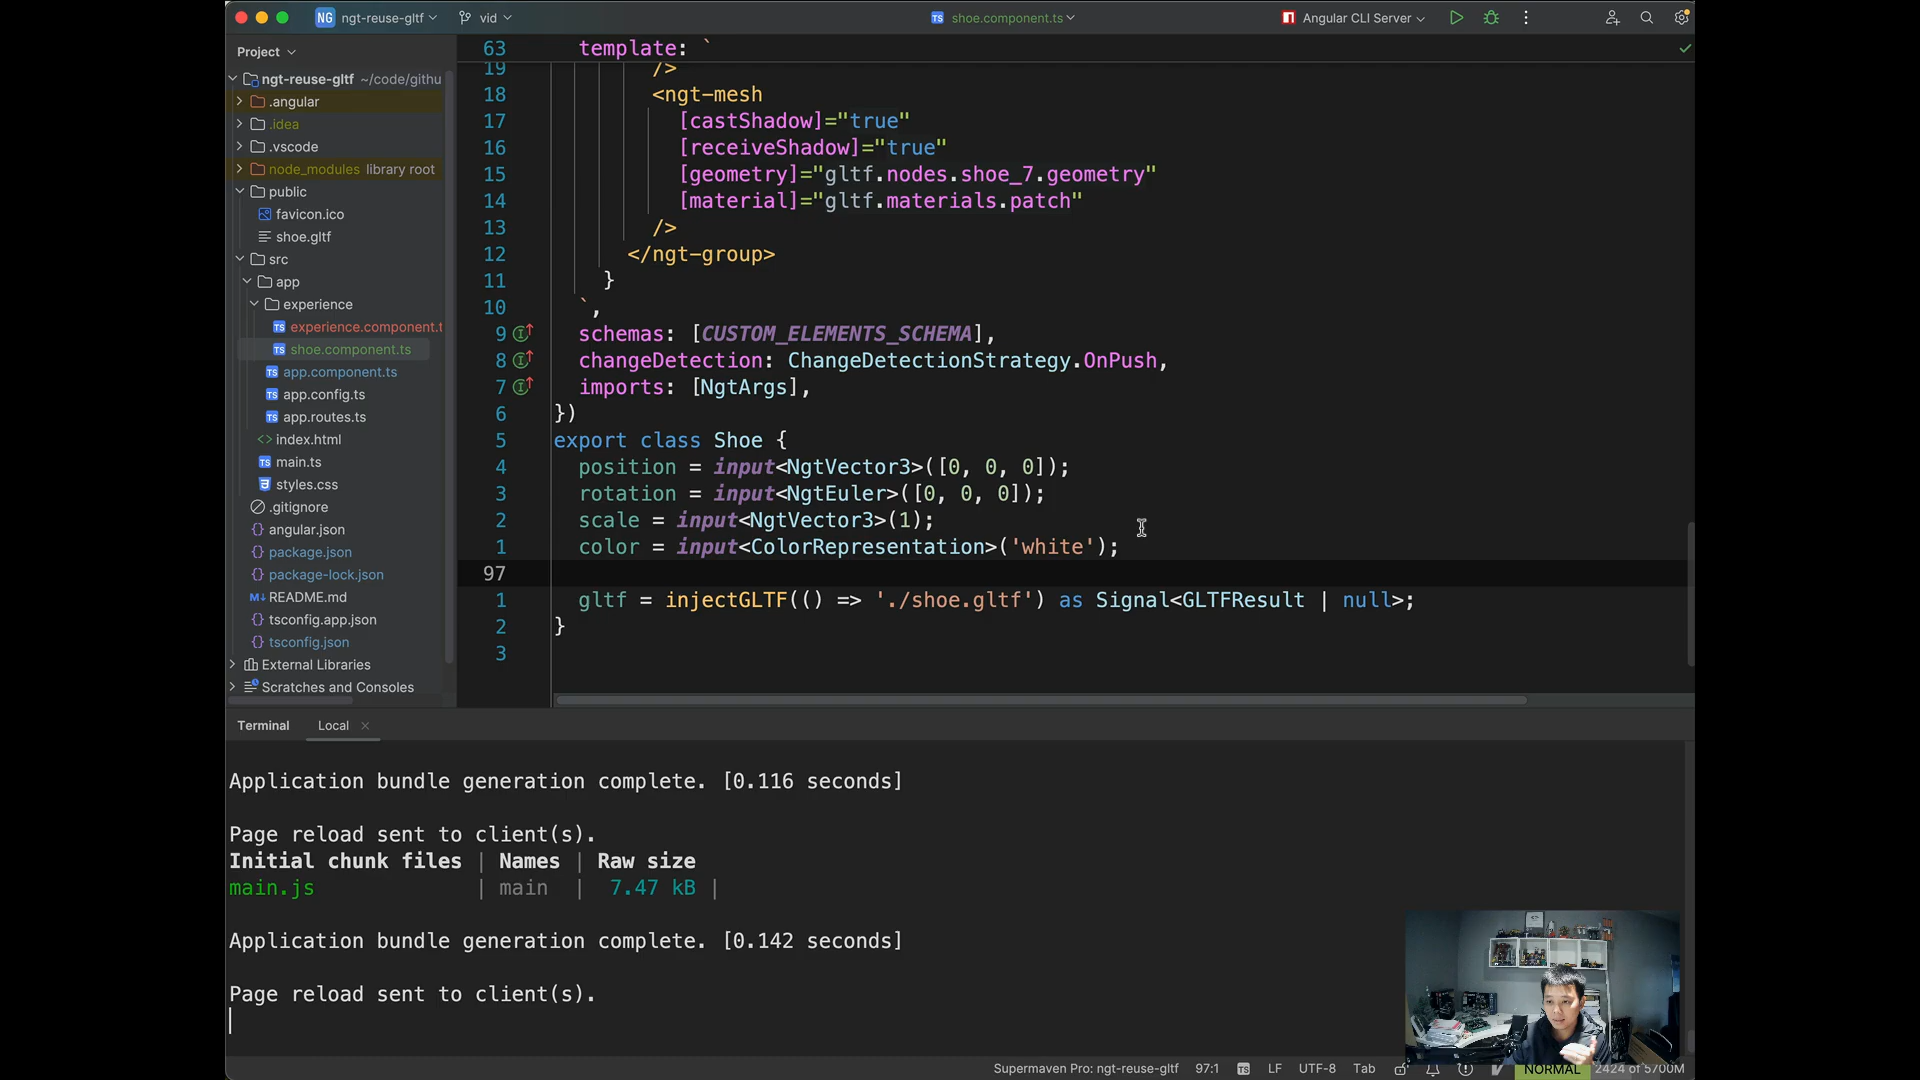 NG ngt-reuse-gltf vid
TS shoe.component.ts
Angular CLI Server
Project
ngt-reuse-gltf ~/code/githu
.angular
.idea
.vscode
node_modules library root
public
favicon.ico
shoe.gltf
src
app
experience
TS experience.component.t
TS shoe.component.ts
TS app.component.ts
TS app.config.ts
TS app.routes.ts
<> index.html
TS main.ts
styles.css
.gitignore
{} angular.json
{} package.json
{} package-lock.json
M↓ README.md
{} tsconfig.app.json
{} tsconfig.json
External Libraries
Scratches and Consoles
63 template: `
19 />
18 <ngt-mesh
17 [castShadow]="true"
16 [receiveShadow]="true"
15 [geometry]="gltf.nodes.shoe_7.geometry"
14 [material]="gltf.materials.patch"
13 />
12 </ngt-group>
11 }
10 `,
9 schemas: [CUSTOM_ELEMENTS_SCHEMA],
8 changeDetection: ChangeDetectionStrategy.OnPush,
7 imports: [NgtArgs],
6 })
5 export class Shoe {
4 position = input<NgtVector3>([0, 0, 0]);
3 rotation = input<NgtEuler>([0, 0, 0]);
2 scale = input<NgtVector3>(1);
1 color = input<ColorRepresentation>('white');
97
1 gltf = injectGLTF(() => './shoe.gltf') as Signal<GLTFResult | null>;
2 }
3
Terminal Local ×
Application bundle generation complete. [0.116 seconds]
Page reload sent to client(s).
Initial chunk files | Names | Raw size
main.js | main | 7.47 kB |
Application bundle generation complete. [0.142 seconds]
Page reload sent to client(s).
Supermaven Pro: ngt-reuse-gltf 97:1 TS LF UTF-8 Tab NORMAL 2424 of 5700M